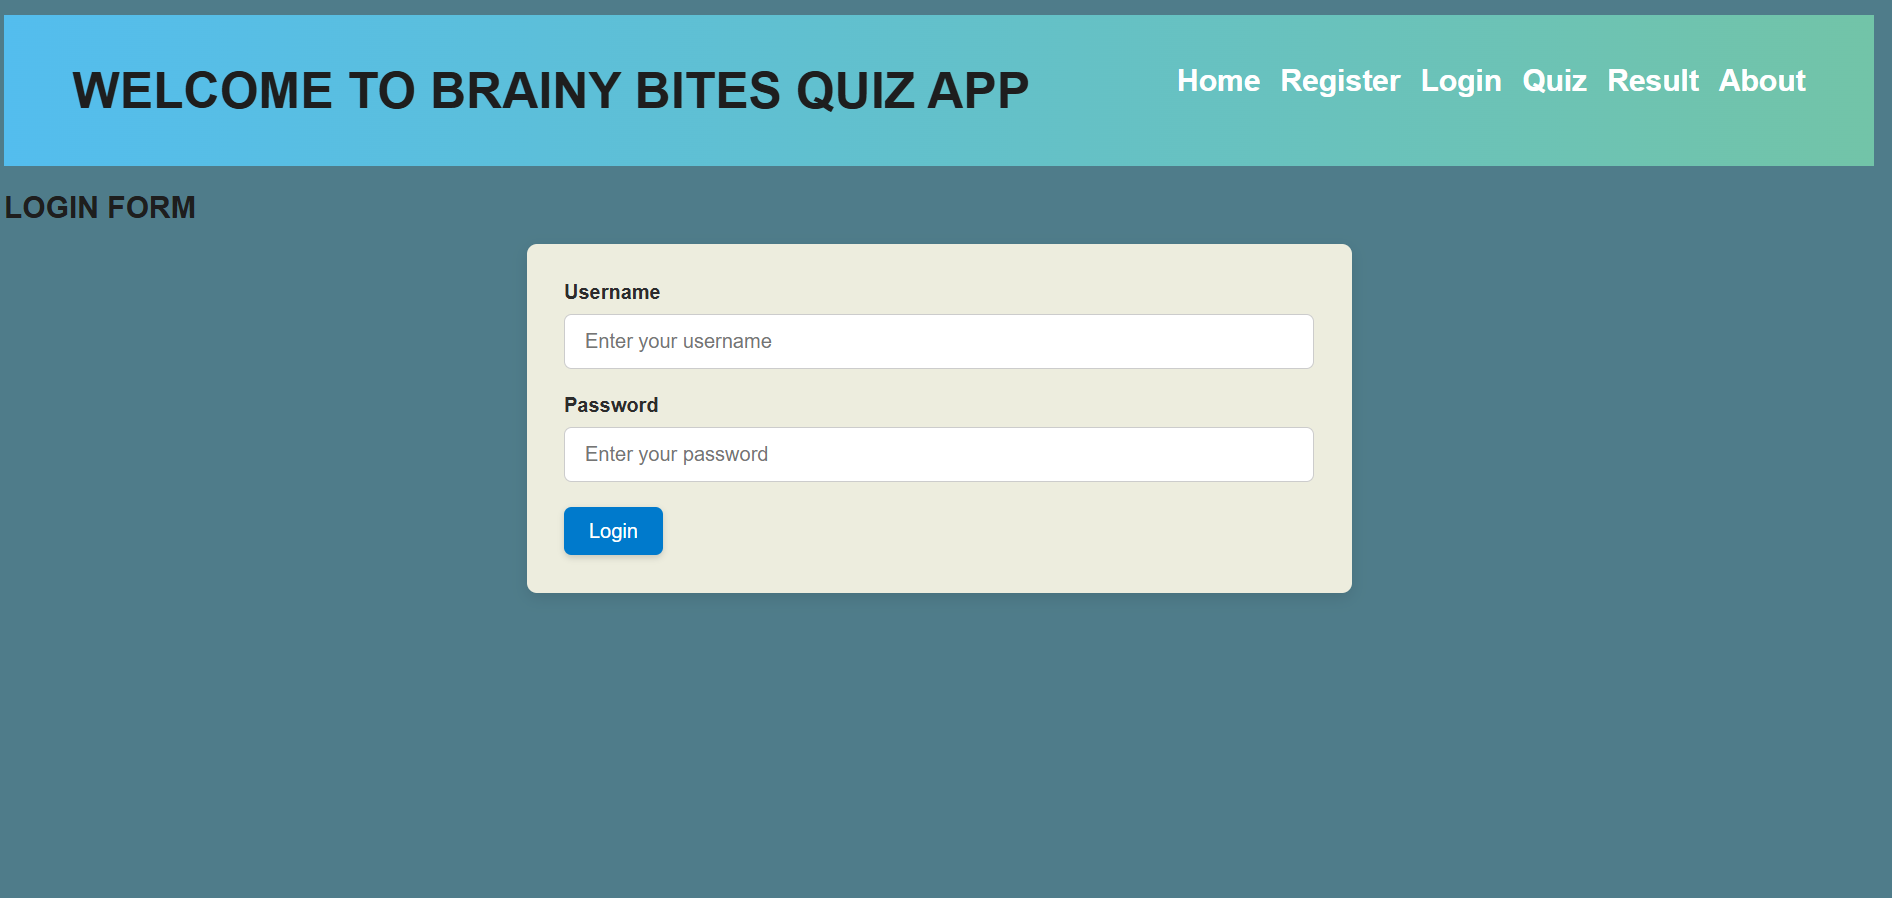 WELCOME TO BRAINY BITES QUIZ APP
Home Register Login Quiz Result About
LOGIN FORM
Username
Enter your username
Password
Enter your password
Login